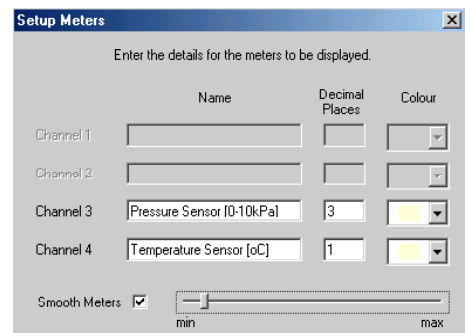 Setup Meters
Enter the details for the meters to be displayed.
Name Decimal Places Colour
Channel 1
Channel 2
Channel 3 Pressure Sensor [0-10kPa] 3
Channel 4 Temperature Sensor [oC] 1
Smooth Meters
min max